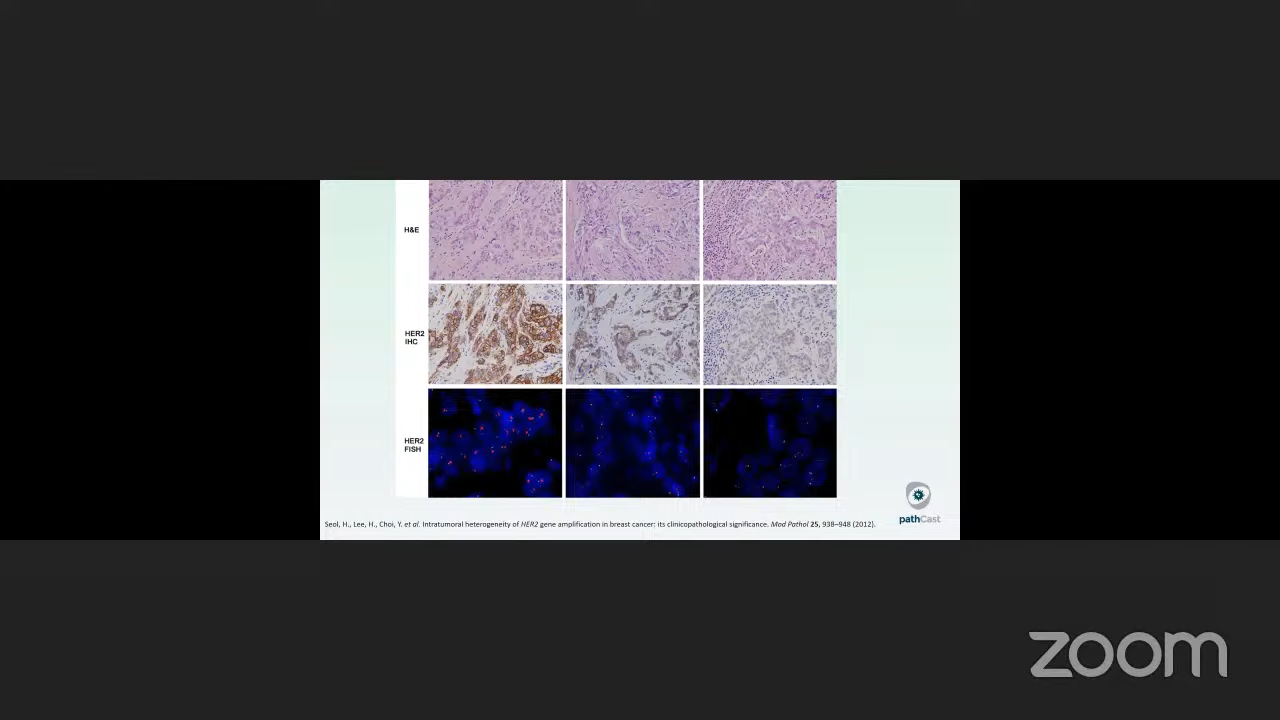 H&E
HER2
IHC
HER2
FISH
pathCast
Seol, H., Lee, H., Choi, Y. et al. Intratumoral heterogeneity of HER2 gene amplification in breast cancer: its clinicopathological significance. Mod Pathol 25, 938–948 (2012).
zoom